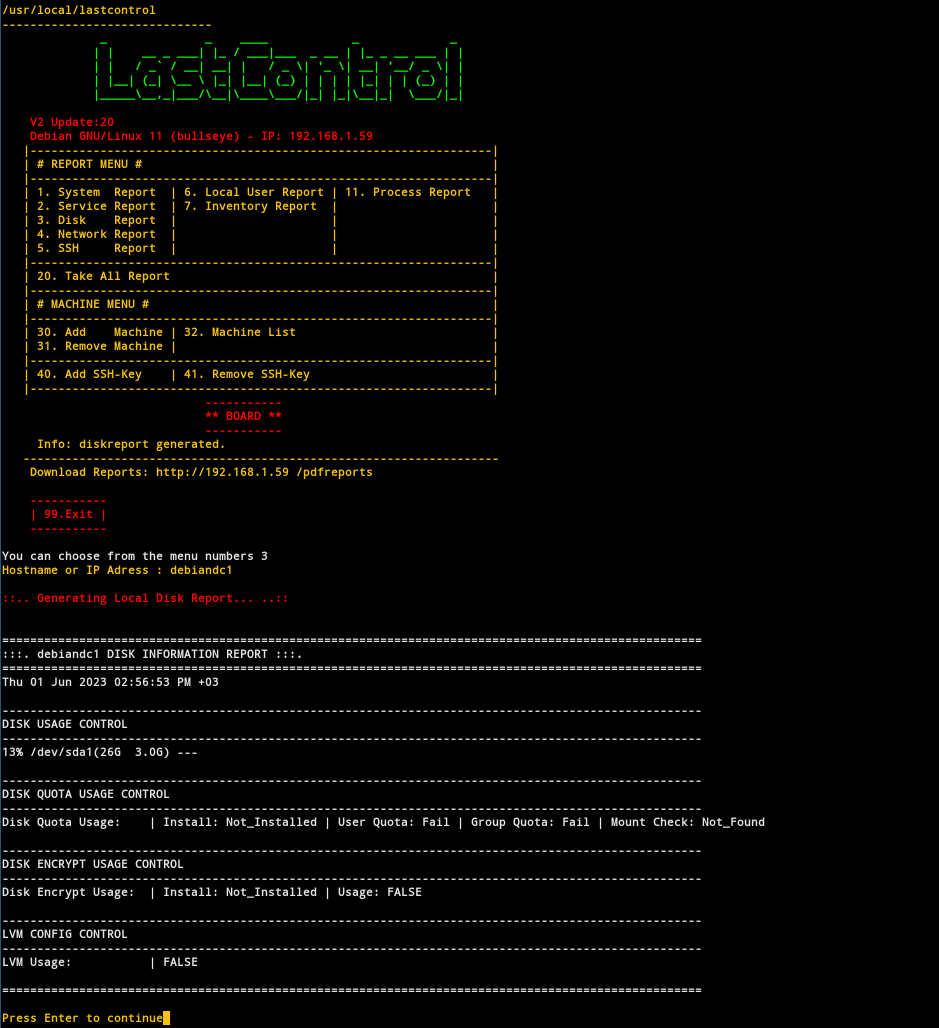 /usr/local/lastcontrol
------------------------------
LastControl
V2 Update:20
Debian GNU/Linux 11 (bullseye) - IP: 192.168.1.59
|------------------------------------------------------------------|
| # REPORT MENU #                                                  |
|------------------------------------------------------------------|
| 1. System  Report  | 6. Local User Report | 11. Process Report   |
| 2. Service Report  | 7. Inventory Report  |                      |
| 3. Disk    Report  |                      |                      |
| 4. Network Report  |                      |                      |
| 5. SSH     Report  |                      |                      |
|------------------------------------------------------------------|
| 20. Take All Report                                              |
|------------------------------------------------------------------|
| # MACHINE MENU #                                                 |
|------------------------------------------------------------------|
| 30. Add    Machine | 32. Machine List                            |
| 31. Remove Machine |                                             |
|------------------------------------------------------------------|
| 40. Add SSH-Key    | 41. Remove SSH-Key                          |
|------------------------------------------------------------------|
-----------
** BOARD **
-----------
Info: diskreport generated.
--------------------------------------------------------------------
Download Reports: http://192.168.1.59 /pdfreports
-----------
| 99.Exit |
-----------
You can choose from the menu numbers 3
Hostname or IP Adress : debiandc1
::.. Generating Local Disk Report... ..::
====================================================================================================
:::. debiandc1 DISK INFORMATION REPORT :::.
====================================================================================================
Thu 01 Jun 2023 02:56:53 PM +03
----------------------------------------------------------------------------------------------------
DISK USAGE CONTROL
----------------------------------------------------------------------------------------------------
13% /dev/sda1(26G  3.0G) ---
----------------------------------------------------------------------------------------------------
DISK QUOTA USAGE CONTROL
----------------------------------------------------------------------------------------------------
Disk Quota Usage:    | Install: Not_Installed | User Quota: Fail | Group Quota: Fail | Mount Check: Not_Found
----------------------------------------------------------------------------------------------------
DISK ENCRYPT USAGE CONTROL
----------------------------------------------------------------------------------------------------
Disk Encrypt Usage:  | Install: Not_Installed | Usage: FALSE
----------------------------------------------------------------------------------------------------
LVM CONFIG CONTROL
----------------------------------------------------------------------------------------------------
LVM Usage:           | FALSE
====================================================================================================
Press Enter to continue